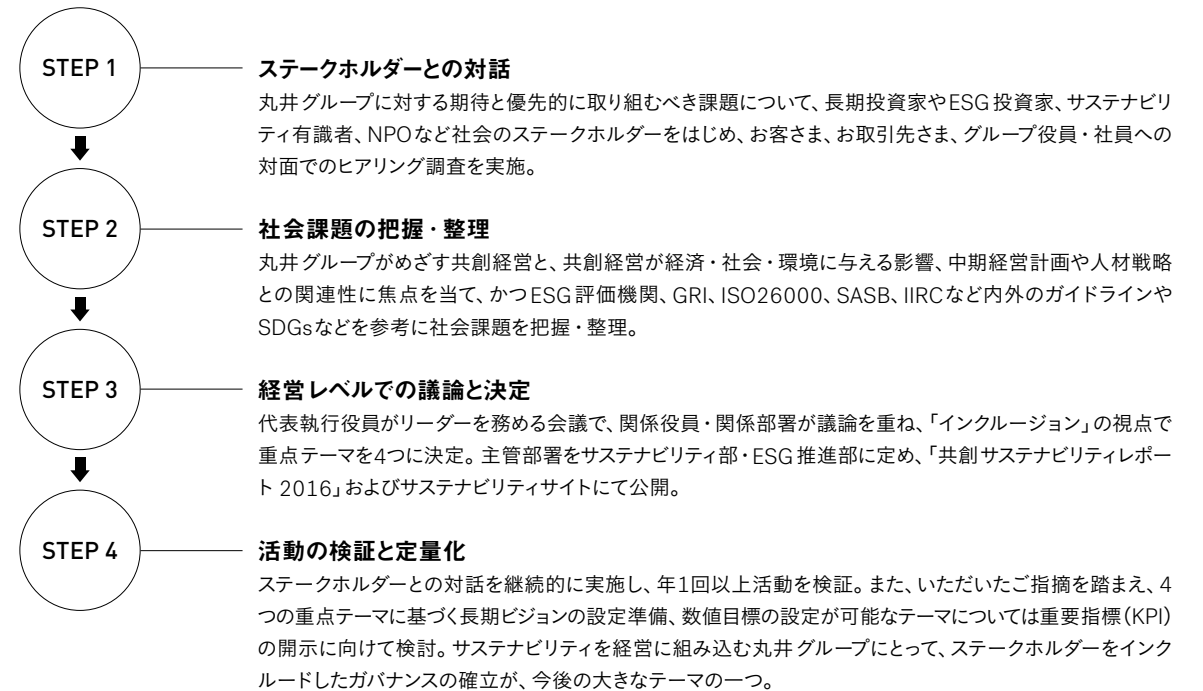 STEP 1
ステークホルダーとの対話
丸井グループに対する期待と優先的に取り組むべき課題について、長期投資家やESG投資家、サステナビリ
ティ有識者、NPOなど社会のステークホルダーをはじめ、お客さま、お取引先さま、グループ役員・社員への
対面でのヒアリング調査を実施。
STEP 2
社会課題の把握・整理
丸井グループがめざす共創経営と、共創経営が経済・社会・環境に与える影響、中期経営計画や人材戦略
との関連性に焦点を当て、かつESG評価機関、GRI、ISO26000、SASB、IIRCなど内外のガイドラインや
SDGsなどを参考に社会課題を把握・整理。
STEP 3
経営レベルでの議論と決定
代表執行役員がリーダーを務める会議で、関係役員・関係部署が議論を重ね、「インクルージョン」の視点で
重点テーマを4つに決定。主管部署をサステナビリティ部・ESG推進部に定め、「共創サステナビリティレポー
ト 2016」およびサステナビリティサイトにて公開。
STEP 4
活動の検証と定量化
ステークホルダーとの対話を継続的に実施し、年1回以上活動を検証。また、いただいたご指摘を踏まえ、4
つの重点テーマに基づく長期ビジョンの設定準備、数値目標の設定が可能なテーマについては重要指標（KPI）
の開示に向けて検討。サステナビリティを経営に組み込む丸井グループにとって、ステークホルダーをインク
ルードしたガバナンスの確立が、今後の大きなテーマの一つ。